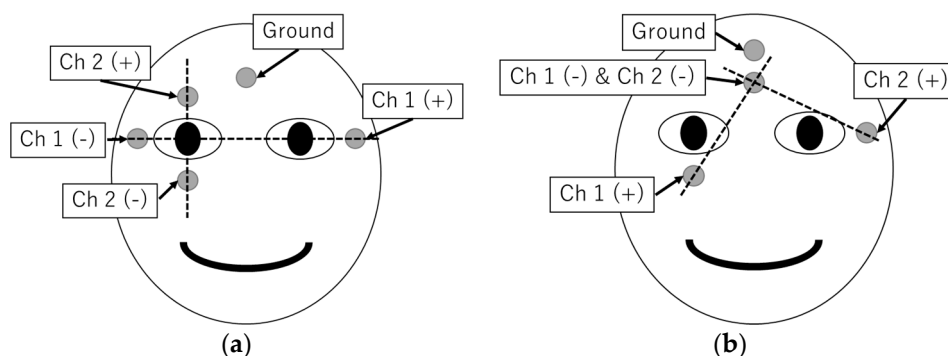 Ground
Ch 2 (+)
Ch 1 (+)
Ch 1 (-)
Ch 2 (-)
(a)
Ground
Ch 1 (-) & Ch 2 (-)
Ch 2 (+)
Ch 1 (+)
(b)